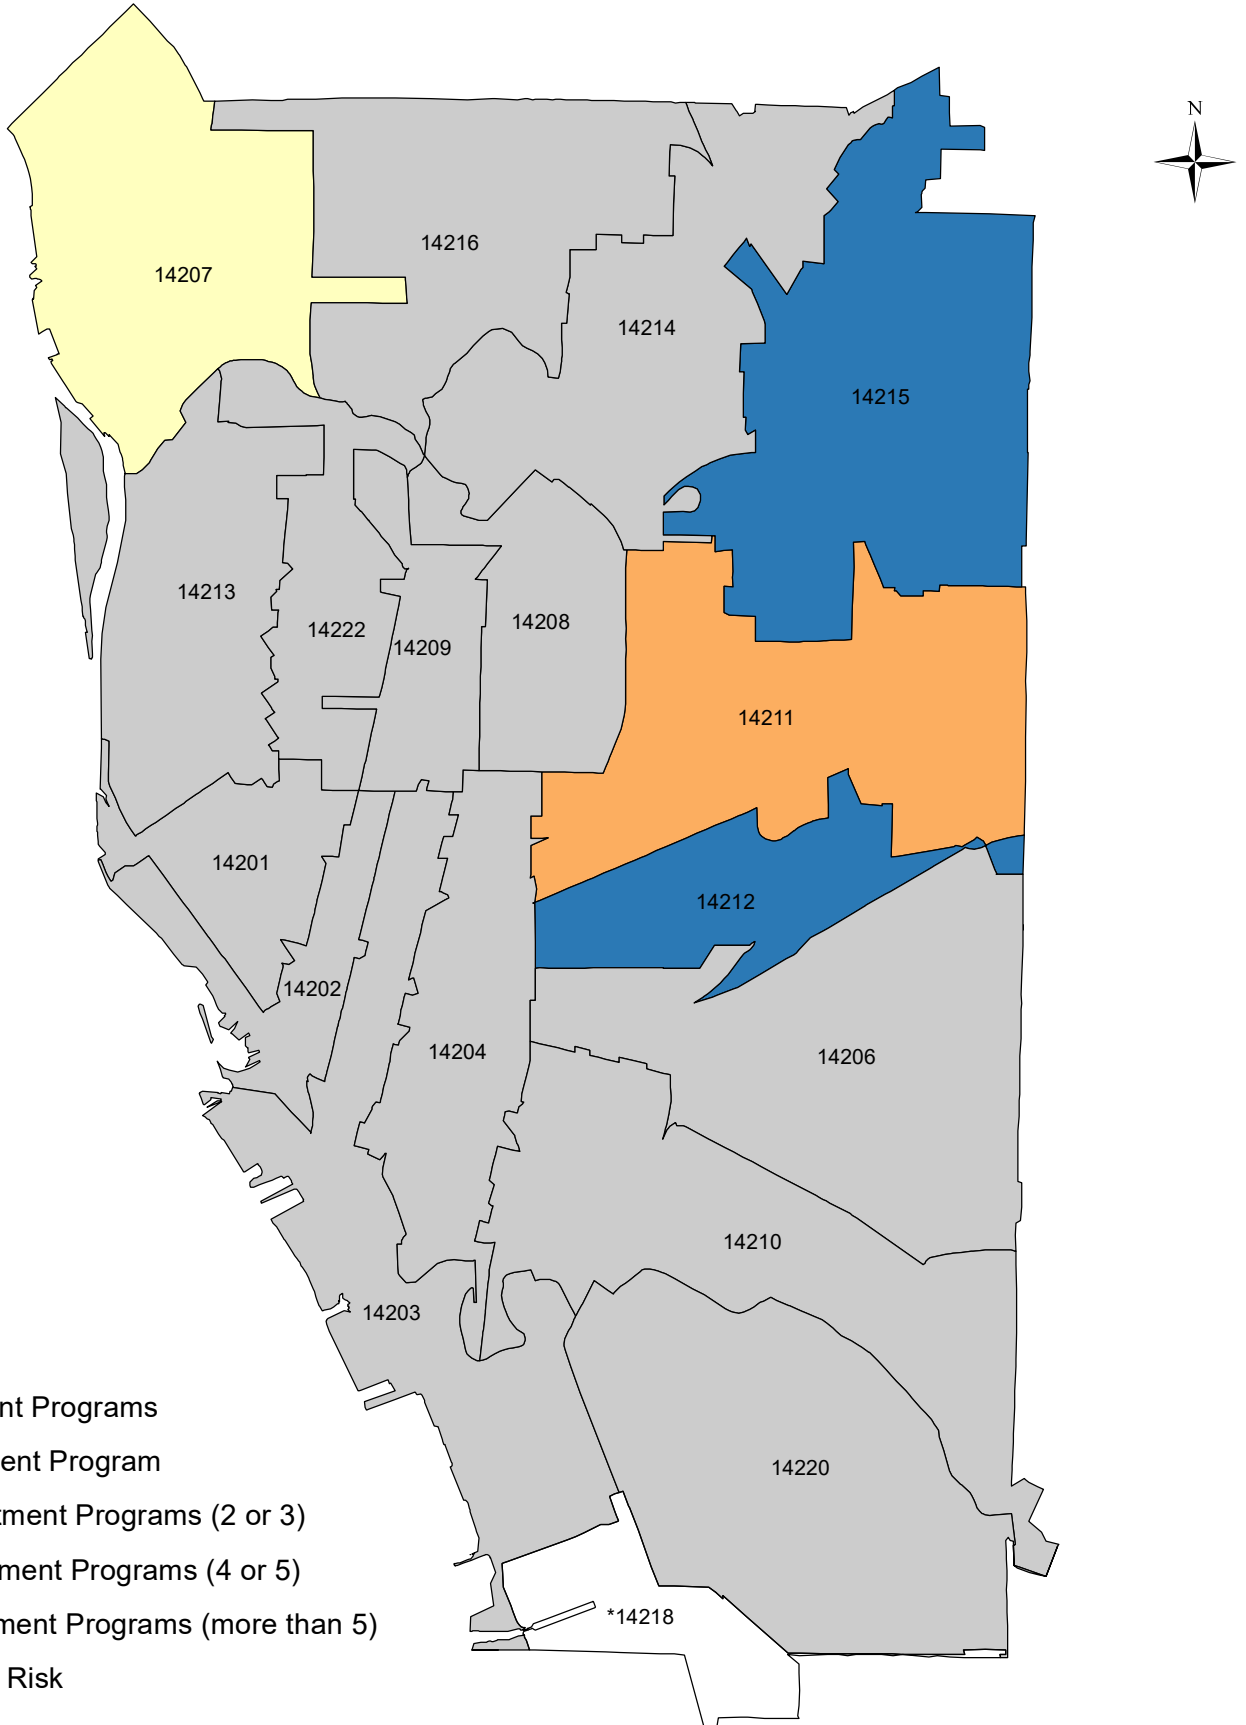 N
14216
14207
14214
14215
14213
14208
14222
14209
14211
14201
14212
14202
14204
14206
14210
14203
nt Programs
ent Program
14220
tment Programs (2 or 3)
ment Programs (4 or 5)
*14218
ment Programs (more than 5)
Risk